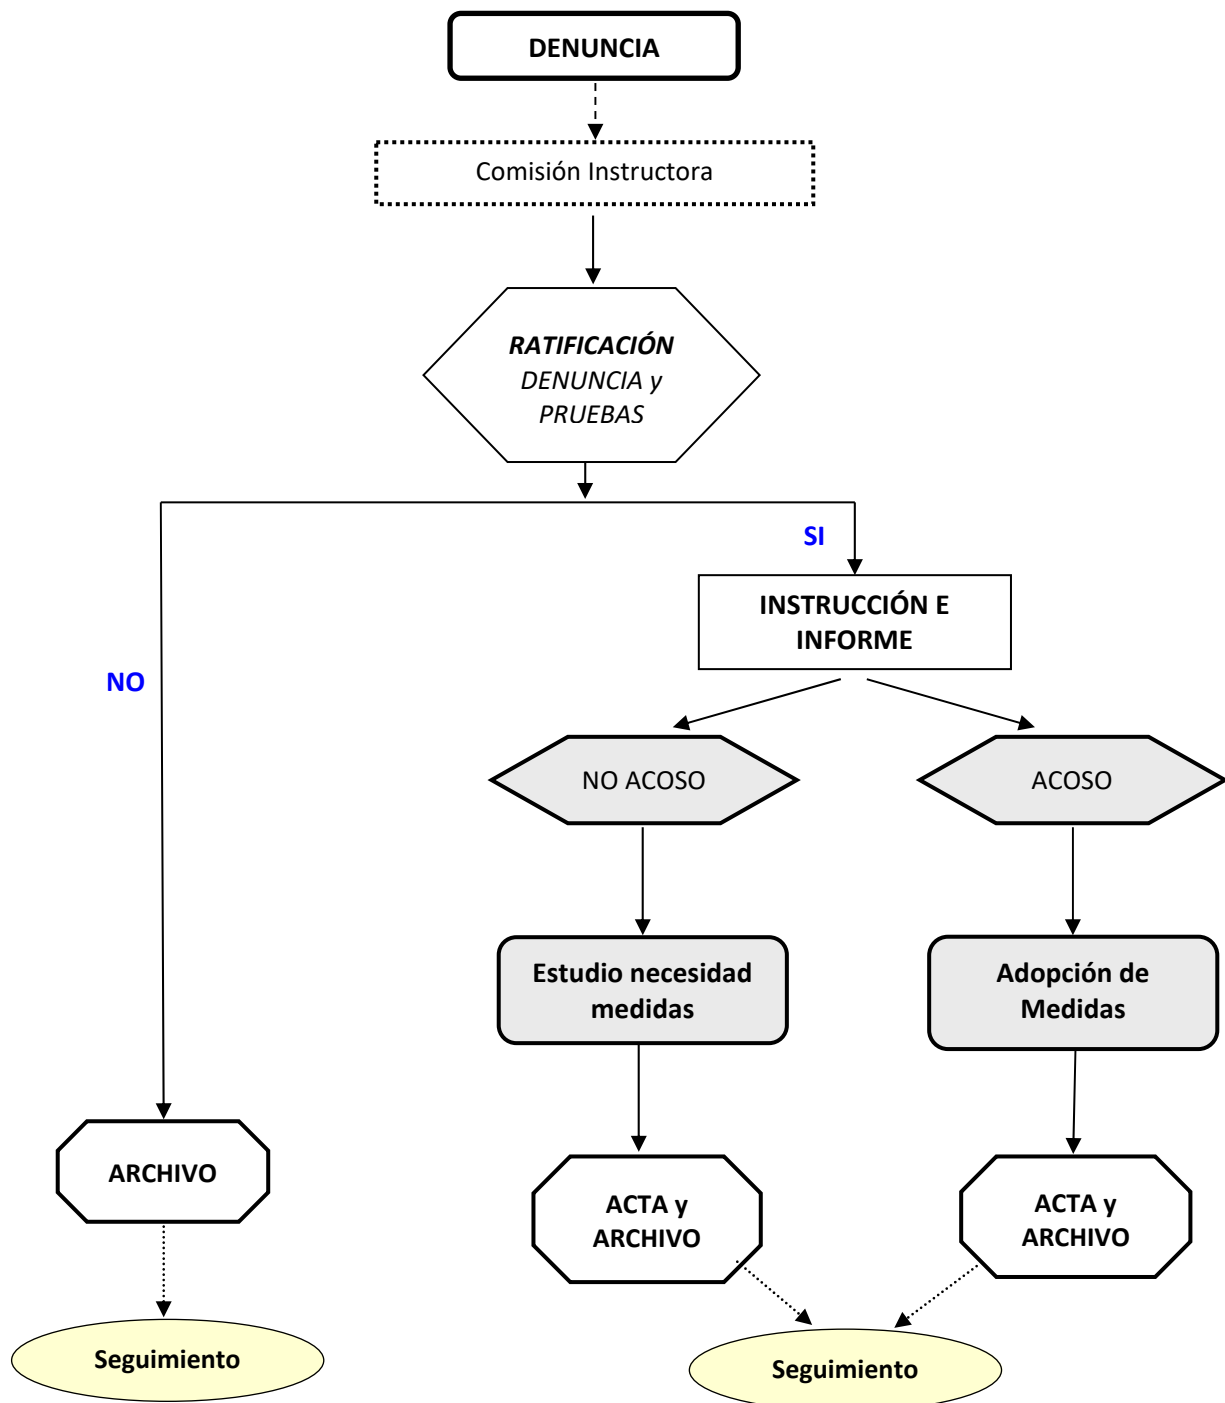 DENUNCIA
Comisión Instructora
RATIFICACIÓN
DENUNCIA y
PRUEBAS
SI
INSTRUCCIÓN E
INFORME
NO
NO ACOSO
ACOSO
Estudio necesidad
medidas
Adopción de
Medidas
ARCHIVO
ACTA y
ARCHIVO
ACTA y
ARCHIVO
Seguimiento
Seguimiento